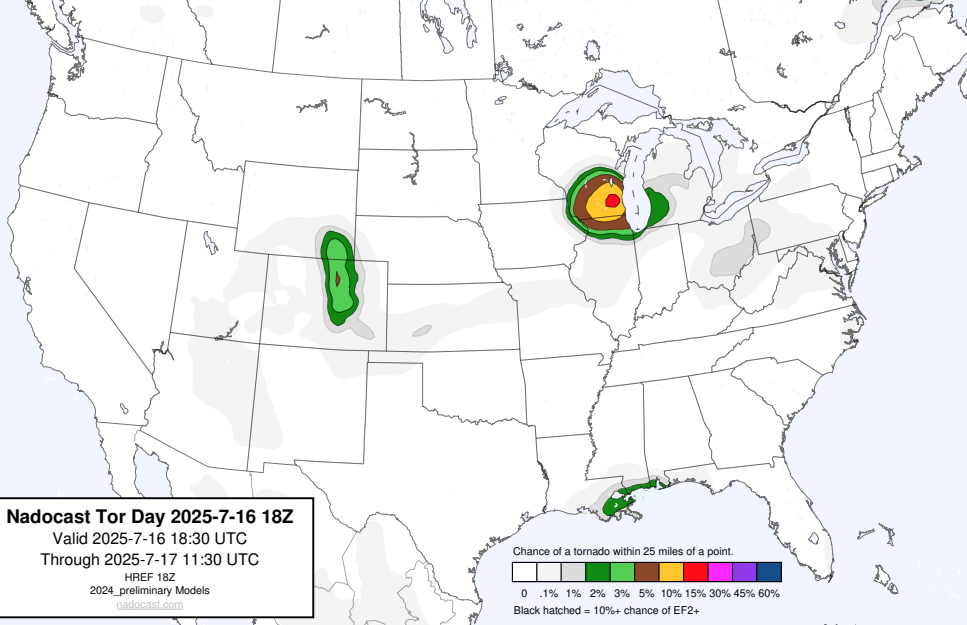 Nadocast Tor Day 2025-7-16 18Z
Valid 2025-7-16 18:30 UTC
Through 2025-7-17 11:30 UTC
HREF 18Z
2024_preliminary Models
nadocast.com
Chance of a tornado within 25 miles of a point.
0 .1% 1% 2% 3% 5% 10% 15% 30% 45% 60%
Black hatched = 10%+ chance of EF2+